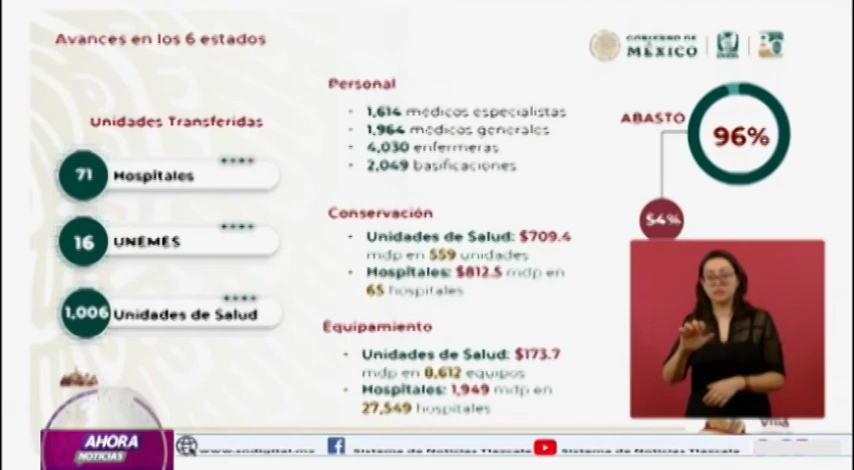 Avances en los 6 estados
GOBIERNO DE
MÉXICO
Unidades Transferidas
71 Hospitales
16 UNEMES
1,006 Unidades de Salud
Personal
- 1,614 médicos especialistas
- 1,964 médicos generales
- 4,030 enfermeras
- 2,049 basificaciones
Conservación
- Unidades de Salud: $709.4
mdp en 559 unidades
- Hospitales: $812.5 mdp en
65 hospitales
Equipamiento
- Unidades de Salud: $173.7
mdp en 8,612 equipos
- Hospitales: 1,949 mdp en
27,549 hospitales
ABASTO
96%
54%
AHORA
NOTICIAS
www.sndigital.mx
Sistema de Noticias Tlaxcala
Sistema de Noticias Tlaxcala